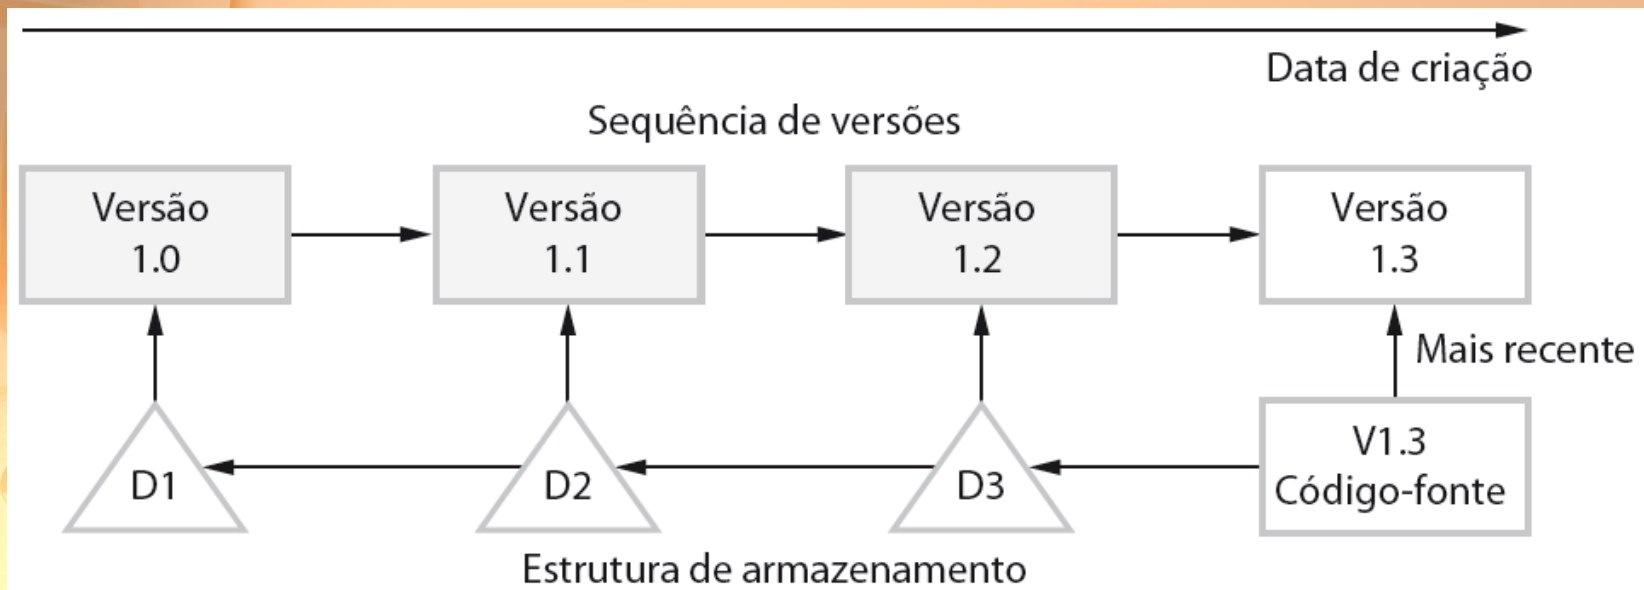 Data de criação
Sequência de versões
Versão
1.0
Versão
1.1
Versão
1.2
Versão
1.3
Mais recente
D1
D2
D3
V1.3
Código-fonte
Estrutura de armazenamento